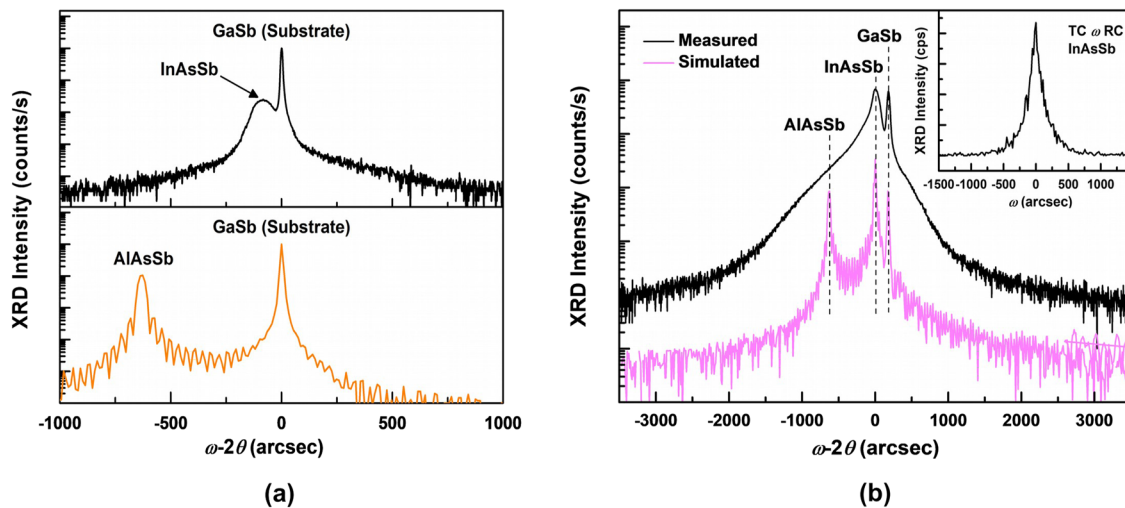 GaSb (Substrate)
InAsSb
GaSb (Substrate)
AlAsSb
XRD Intensity (counts/s)
-1000 -500 0 500 1000
ω-2θ (arcsec)
(a)
Measured
Simulated
GaSb
InAsSb
AlAsSb
XRD Intensity (counts/s)
-3000 -2000 -1000 0 1000 2000 3000
ω-2θ (arcsec)
TC ω RC
InAsSb
XRD Intensity (cps)
-1500 -1000 -500 0 500 1000
ω (arcsec)
(b)